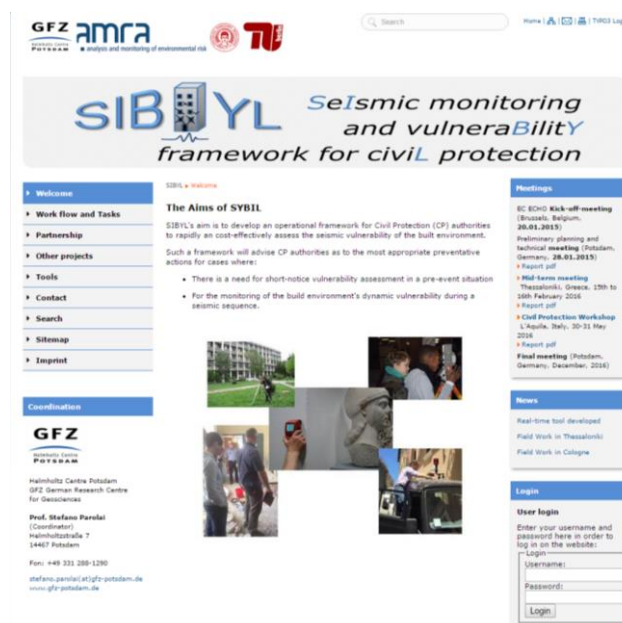 GFZ
Helmholtz Centre
POTSDAM
amra
analysis and monitoring of environmental risk
Search
Home | | | | TYPO3 Log
SIBYL
SeIsmic monitoring
and vulneraBilitY
framework for civiL protection
Welcome
Work flow and Tasks
Partnership
Other projects
Tools
Contact
Search
Sitemap
Imprint
Coordination
GFZ
Helmholtz Centre
POTSDAM
Helmholtz Centre Potsdam
GFZ German Research Centre
for Geosciences
Prof. Stefano Parolai
(Coordinator)
Helmholtzstraße 7
14467 Potsdam
Fon: +49 331 288-1290
stefano.parolai(at)gfz-potsdam.de
www.gfz-potsdam.de
SIBYL ▸ Welcome
The Aims of SYBIL
SIBYL's aim is to develop an operational framework for Civil Protection (CP) authorities
to rapidly an cost-effectively assess the seismic vulnerability of the built environment.
Such a framework will advise CP authorities as to the most appropriate preventative
actions for cases where:
• There is a need for short-notice vulnerability assessment in a pre-event situation
• For the monitoring of the build environment's dynamic vulnerability during a
seismic sequence.
Meetings
EC ECHO Kick-off-meeting
(Brussels, Belgium,
20.01.2015)
Preliminary planning and
technical meeting (Potsdam,
Germany, 28.01.2015)
Report pdf
Mid-term meeting
Thessaloniki, Greece, 15th to
16th February 2016
Report pdf
Civil Protection Workshop
L'Aquila, Italy, 30-31 May
2016
Report pdf
Final meeting (Potsdam,
Germany, December, 2016)
News
Real-time tool developed
Field Work in Thessaloniki
Field Work in Cologne
Login
User login
Enter your username and
password here in order to
log in on the website:
Login
Username:
Password:
Login